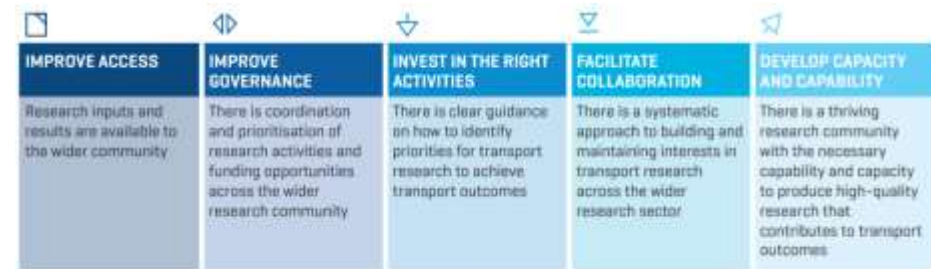 IMPROVE ACCESS
Research inputs and
results are available to
the wider community
IMPROVE
GOVERNANCE
There is coordination
and prioritisation of
research activities and
funding opportunities
across the wider
research community
INVEST IN THE RIGHT
ACTIVITIES
There is clear guidance
on how to identify
priorities for transport
research to achieve
transport outcomes
FACILITATE
COLLABORATION
There is a systematic
approach to building and
maintaining interests in
transport research
across the wider
research sector
DEVELOP CAPACITY
AND CAPABILITY
There is a thriving
research community
with the necessary
capability and capacity
to produce high-quality
research that
contributes to transport
outcomes